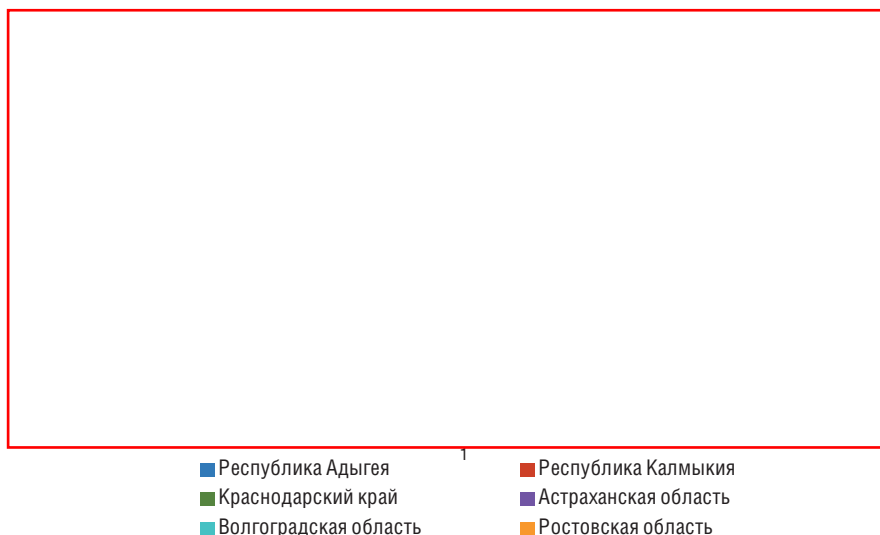 1
Республика Адыгея
Республика Калмыкия
Краснодарский край
Астраханская область
Волгоградская область
Ростовская область